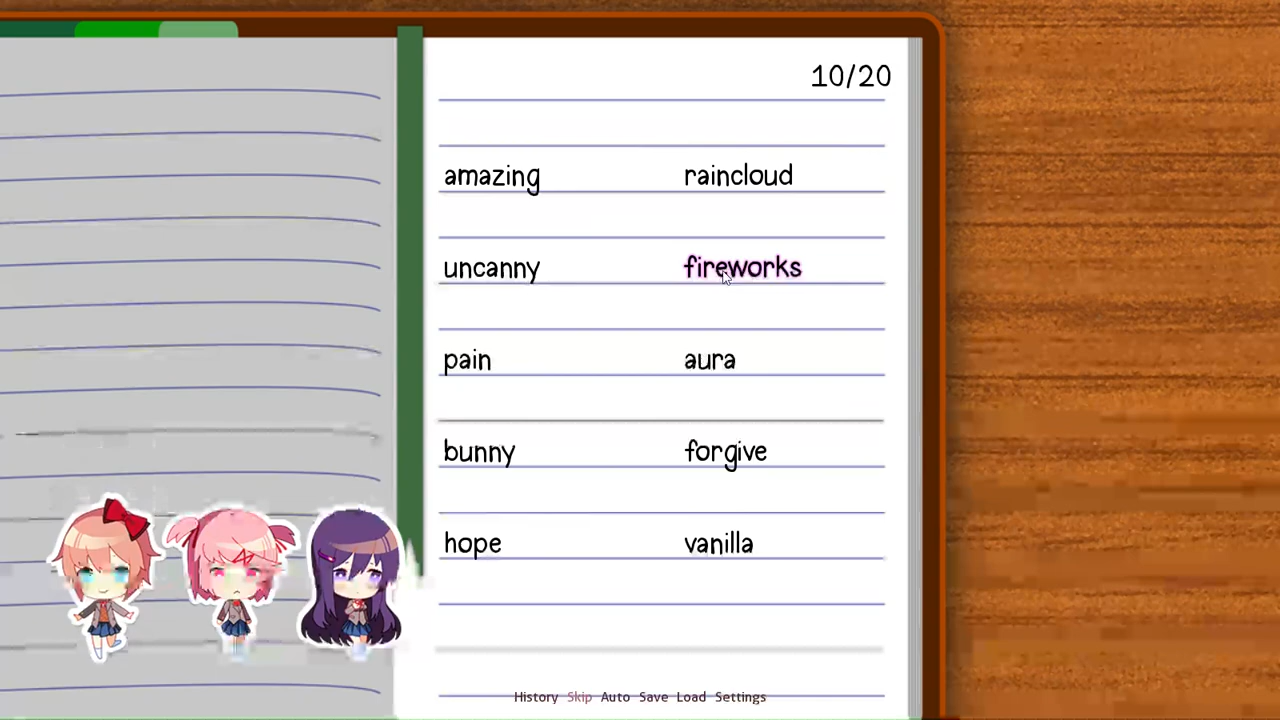 10/20
amazing raincloud
uncanny fireworks
pain aura
bunny forgive
hope vanilla
History Skip Auto Save Load Settings